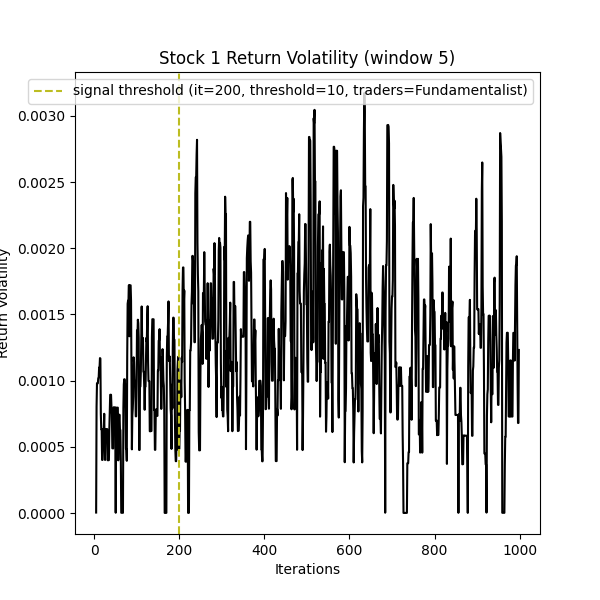 Stock 1 Return Volatility (window 5)
signal threshold (it=200, threshold=10, traders=Fundamentalist)
0.0030
0.0025
0.0020
0.0015
0.0010
0.0005
0.0000
Return Volatility
0 200 400 600 800 1000
Iterations